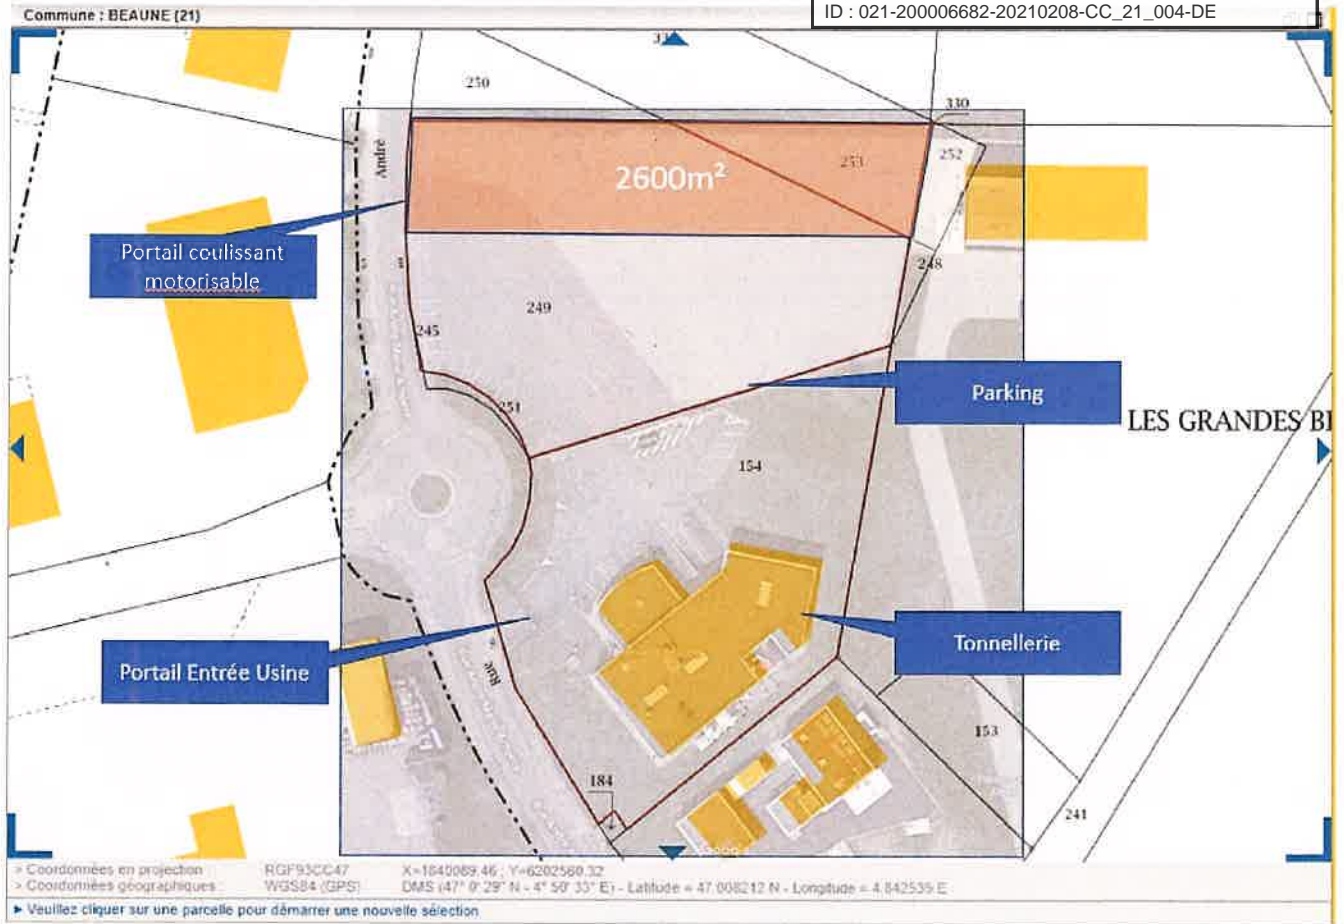 Commune : BEAUNE (21)
ID : 021-200006682-20210208-CC_21_004-DE
250
330
André
253
252
2600m²
Portail coulissant
motorisable
248
249
245
Parking
251
LES GRANDES
154
Portail Entrée Usine
Tonnellerie
Rue
153
184
241
> Coordonnées en projection : RGF93CC47 X=1840089.46 ; Y=6202560.32
> Coordonnées géographiques : WGS84 (GPS) DMS (47° 0' 29" N - 4° 50' 33" E) - Latitude = 47.008212 N - Longitude = 4.842535 E
▶ Veuillez cliquer sur une parcelle pour démarrer une nouvelle sélection